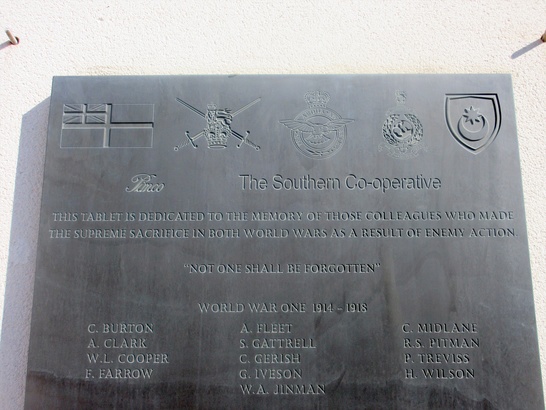 Pimco
The Southern Co-operative
THIS TABLET IS DEDICATED TO THE MEMORY OF THOSE COLLEAGUES WHO MADE
THE SUPREME SACRIFICE IN BOTH WORLD WARS AS A RESULT OF ENEMY ACTION.
"NOT ONE SHALL BE FORGOTTEN"
WORLD WAR ONE 1914 – 1918
C. BURTON A. FLEET C. MIDLANE
A. CLARK S. GATTRELL R.S. PITMAN
W.L. COOPER C. GERISH P. TREVISS
F. FARROW G. IVESON H. WILSON
W.A. JINMAN